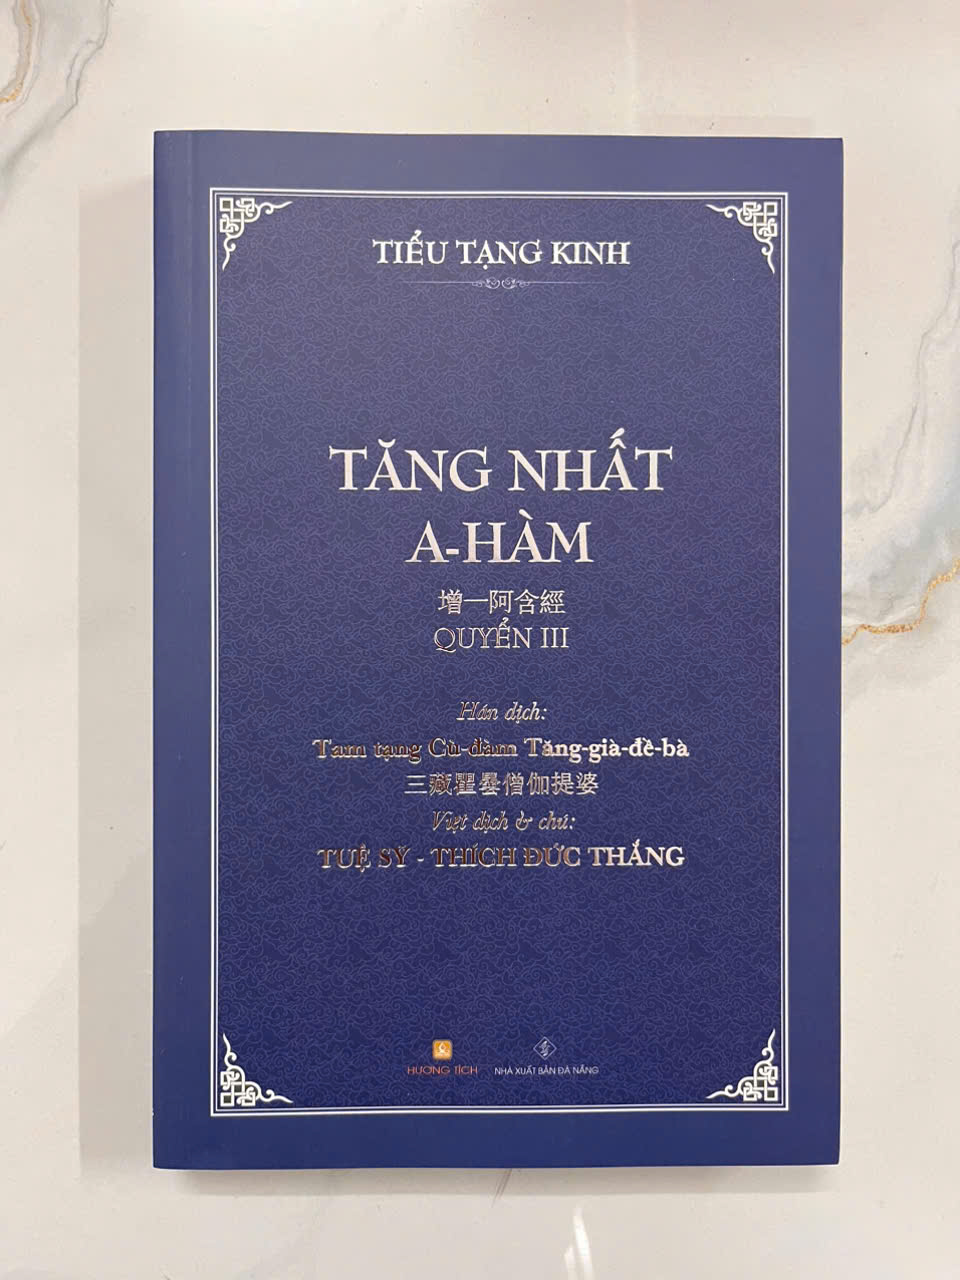 TIỂU TẠNG KINH
TĂNG NHẤT
A-HÀM
增一阿含經
QUYỂN III
Hán dịch:
Tam tạng Cù-đàm Tăng-già-đề-bà
三藏瞿曇僧伽提婆
Việt dịch & chú:
TUỆ SỸ - THÍCH ĐỨC THẮNG
HƯƠNG TÍCH
NHÀ XUẤT BẢN ĐÀ NẴNG